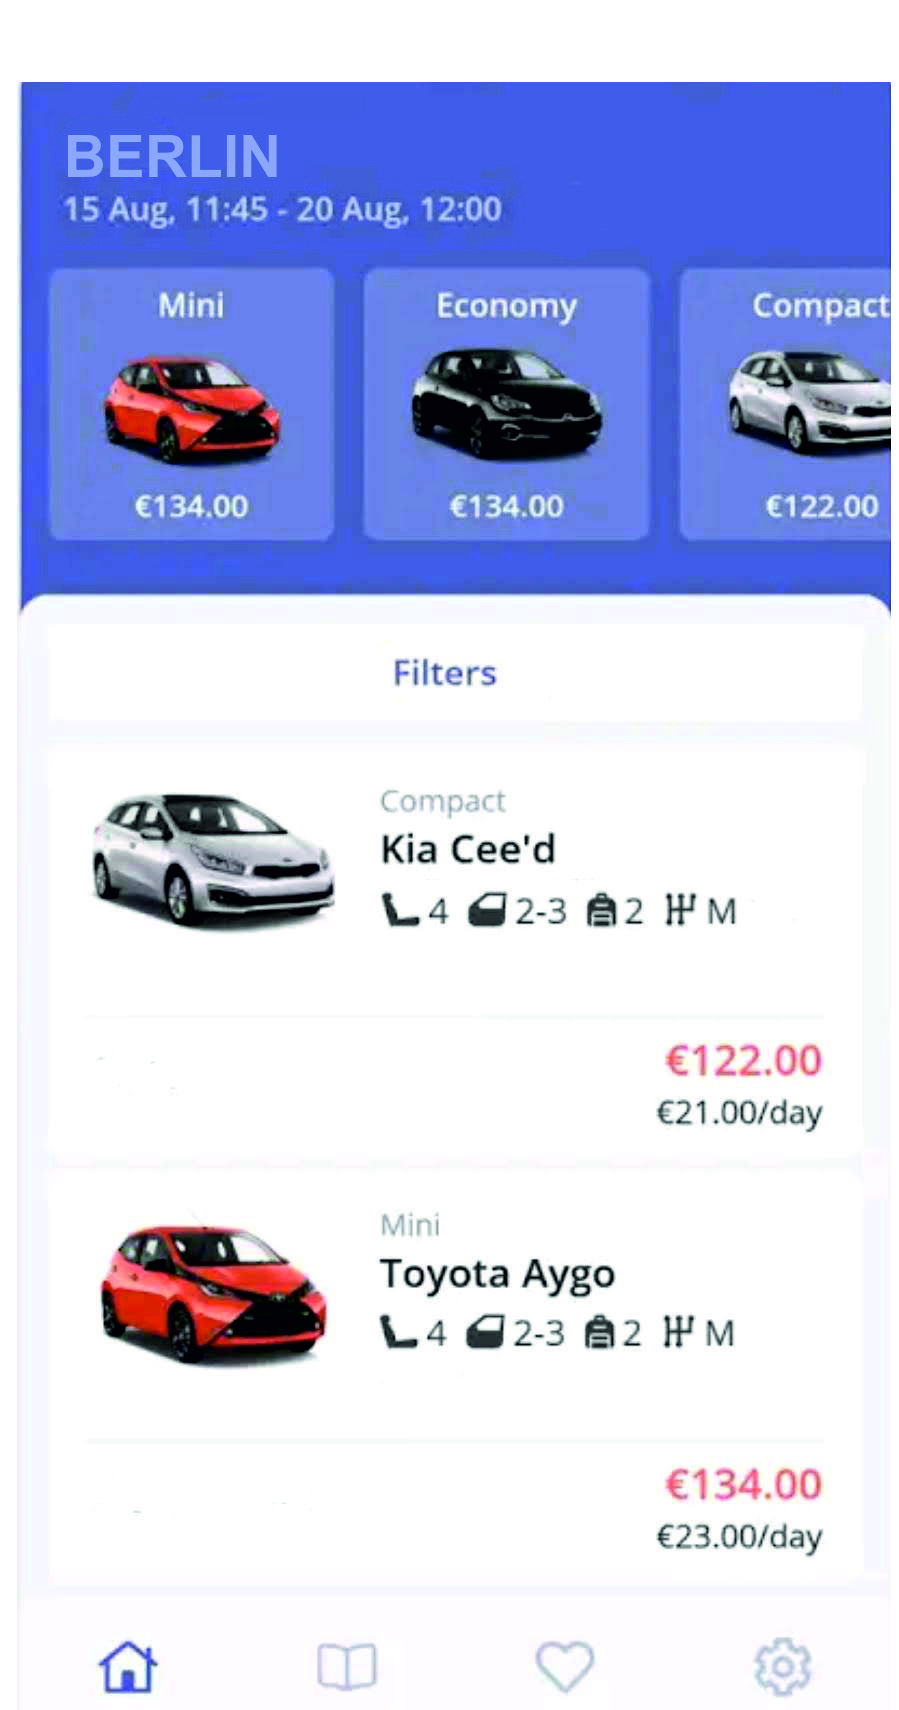 BERLIN
15 Aug, 11:45 - 20 Aug, 12:00
Mini Economy Compact
€134.00 €134.00 €122.00
Filters
Compact
Kia Cee'd
4 2-3 2 M
€122.00
€21.00/day
Mini
Toyota Aygo
4 2-3 2 M
€134.00
€23.00/day